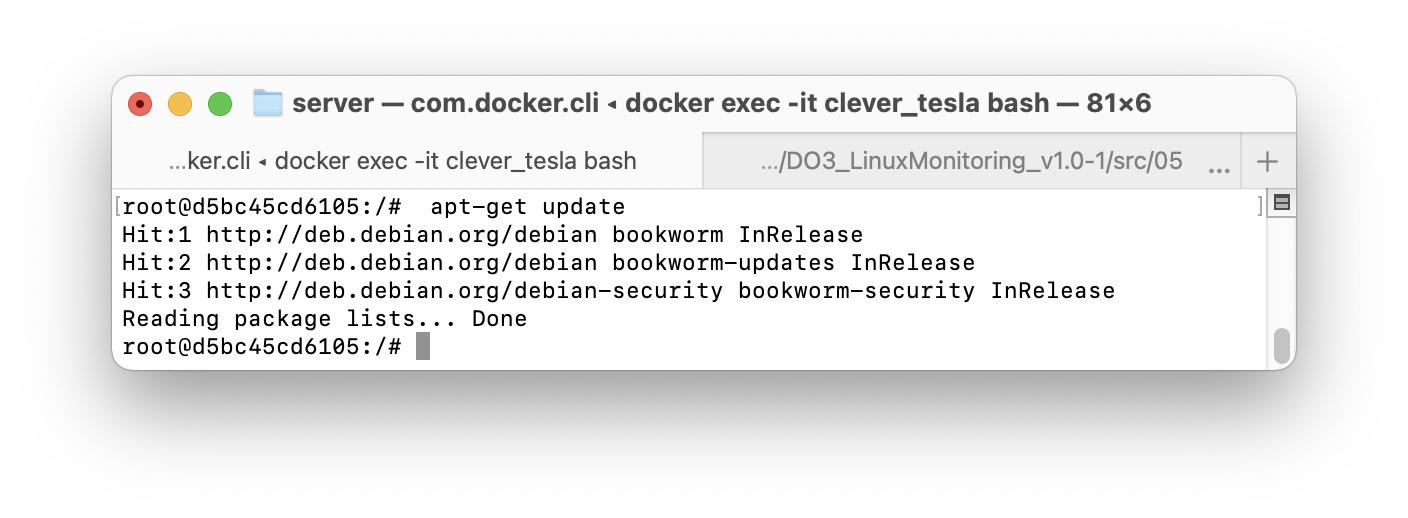 server — com.docker.cli ◂ docker exec -it clever_tesla bash — 81×6
...ker.cli ◂ docker exec -it clever_tesla bash
.../DO3_LinuxMonitoring_v1.0-1/src/05 ...
[root@d5bc45cd6105:/#  apt-get update ]
Hit:1 http://deb.debian.org/debian bookworm InRelease
Hit:2 http://deb.debian.org/debian bookworm-updates InRelease
Hit:3 http://deb.debian.org/debian-security bookworm-security InRelease
Reading package lists... Done
root@d5bc45cd6105:/#